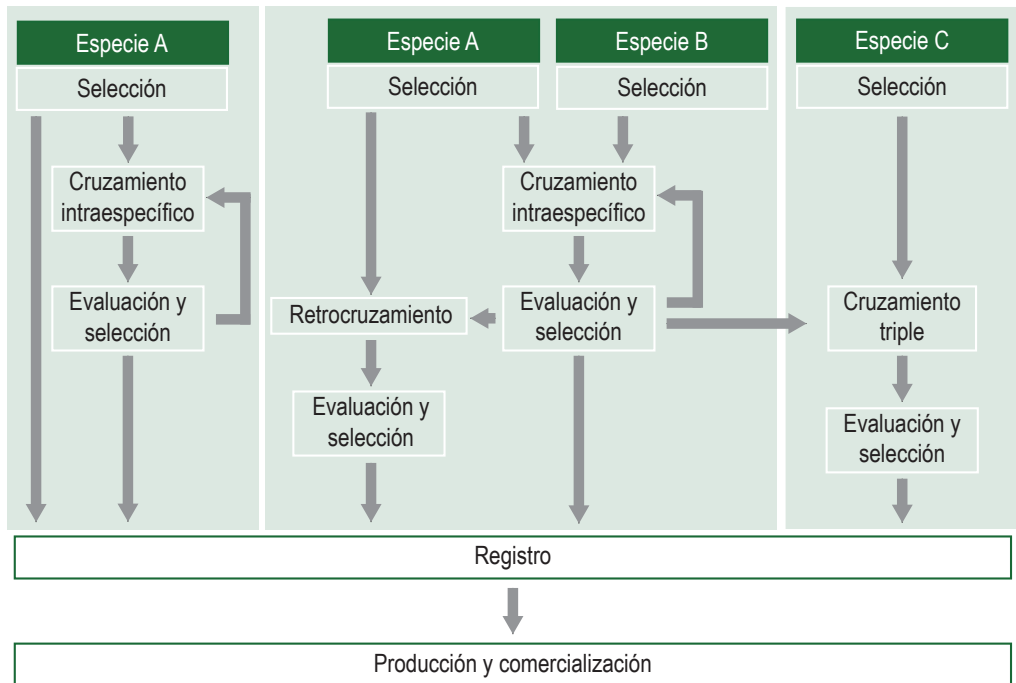 Especie A
Selección
Cruzamiento
intraespecífico
Evaluación y
selección
Especie A
Selección
Especie B
Selección
Cruzamiento
intraespecífico
Retrocruzamiento
Evaluación y
selección
Evaluación y
selección
Especie C
Selección
Cruzamiento
triple
Evaluación y
selección
Registro
Producción y comercialización